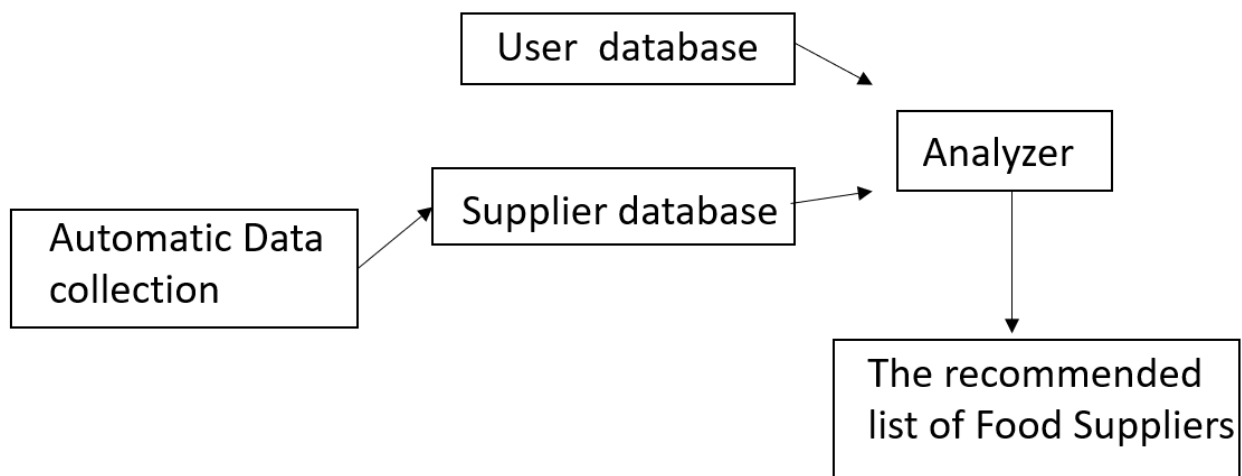 User database
Analyzer
Supplier database
Automatic Data
collection
The recommended
list of Food Suppliers